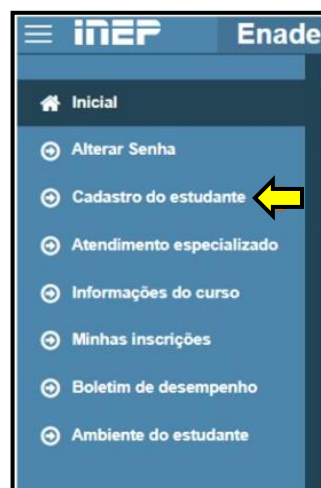 inep Enade
Inicial
Alterar Senha
Cadastro do estudante
Atendimento especializado
Informações do curso
Minhas inscrições
Boletim de desempenho
Ambiente do estudante